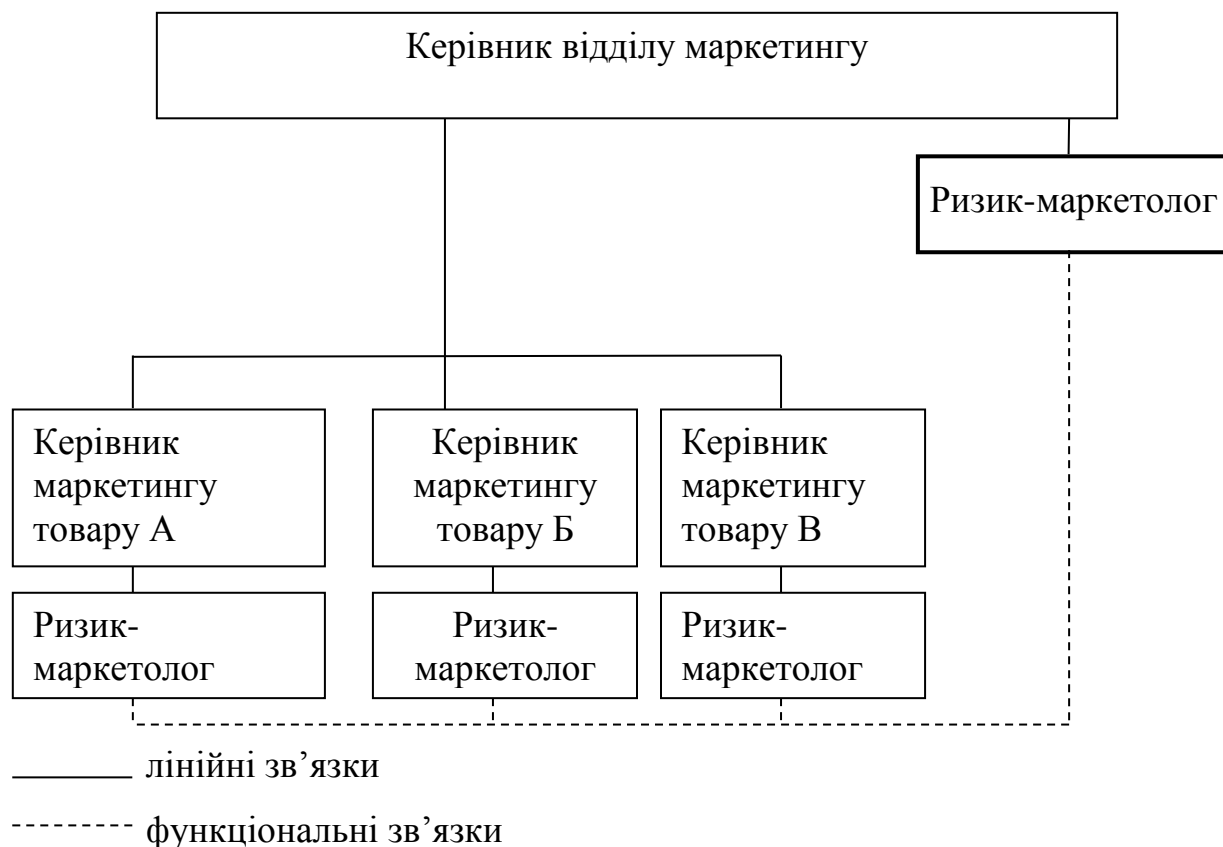 Керівник відділу маркетингу
Ризик-маркетолог
Керівник
маркетингу
товару А
Керівник
маркетингу
товару Б
Керівник
маркетингу
товару В
Ризик-
маркетолог
Ризик-
маркетолог
Ризик-
маркетолог
лінійні зв’язки
функціональні зв’язки